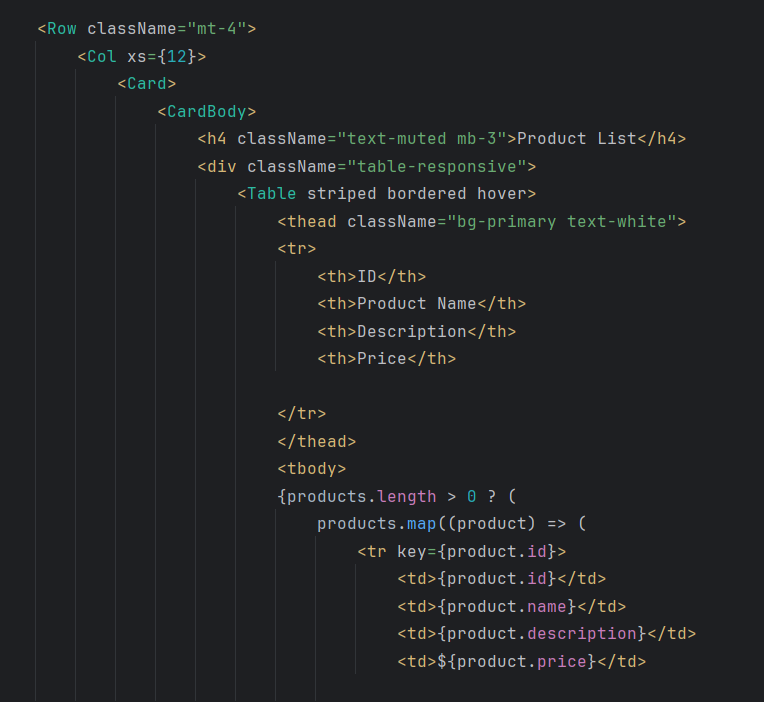 <Row className="mt-4">
<Col xs={12}>
<Card>
<CardBody>
<h4 className="text-muted mb-3">Product List</h4>
<div className="table-responsive">
<Table striped bordered hover>
<thead className="bg-primary text-white">
<tr>
<th>ID</th>
<th>Product Name</th>
<th>Description</th>
<th>Price</th>
</tr>
</thead>
<tbody>
{products.length > 0 ? (
products.map((product) => (
<tr key={product.id}>
<td>{product.id}</td>
<td>{product.name}</td>
<td>{product.description}</td>
<td>${product.price}</td>